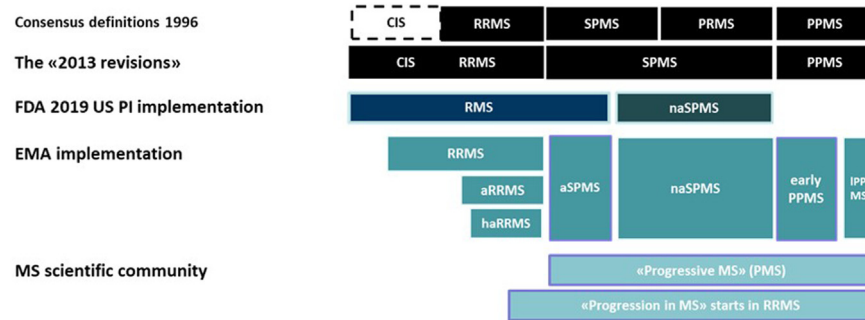 Consensus definitions 1996 CIS RRMS SPMS PRMS PPMS
The «2013 revisions» CIS RRMS SPMS PPMS
FDA 2019 US PI implementation RMS naSPMS
EMA implementation RRMS
aRRMS aSPMS naSPMS early PPMS lPP MS
haRRMS
MS scientific community «Progressive MS» (PMS)
«Progression in MS» starts in RRMS